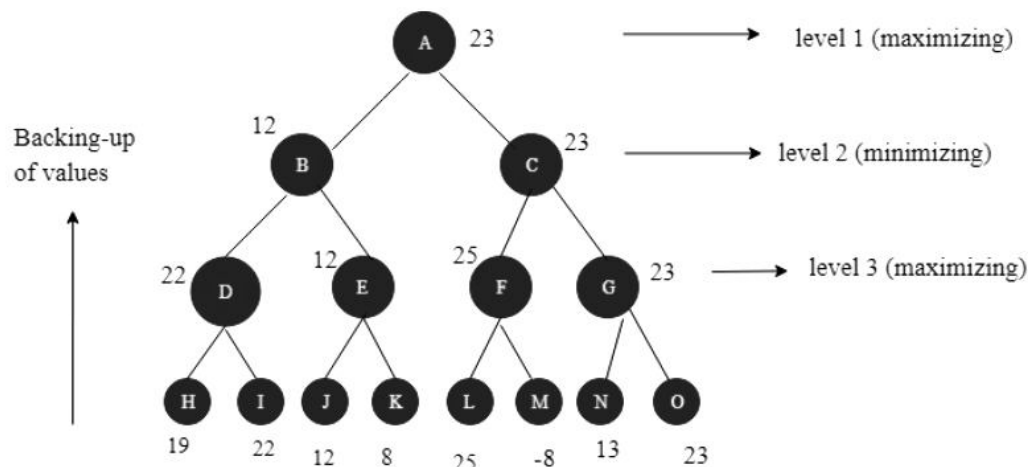 A 23
level 1 (maximizing)
Backing-up
of values
12
B
C
23
level 2 (minimizing)
22
D
12
E
25
F
G
23
level 3 (maximizing)
H
I
J
K
L
M
N
O
19
22
12
8
25
-8
13
23